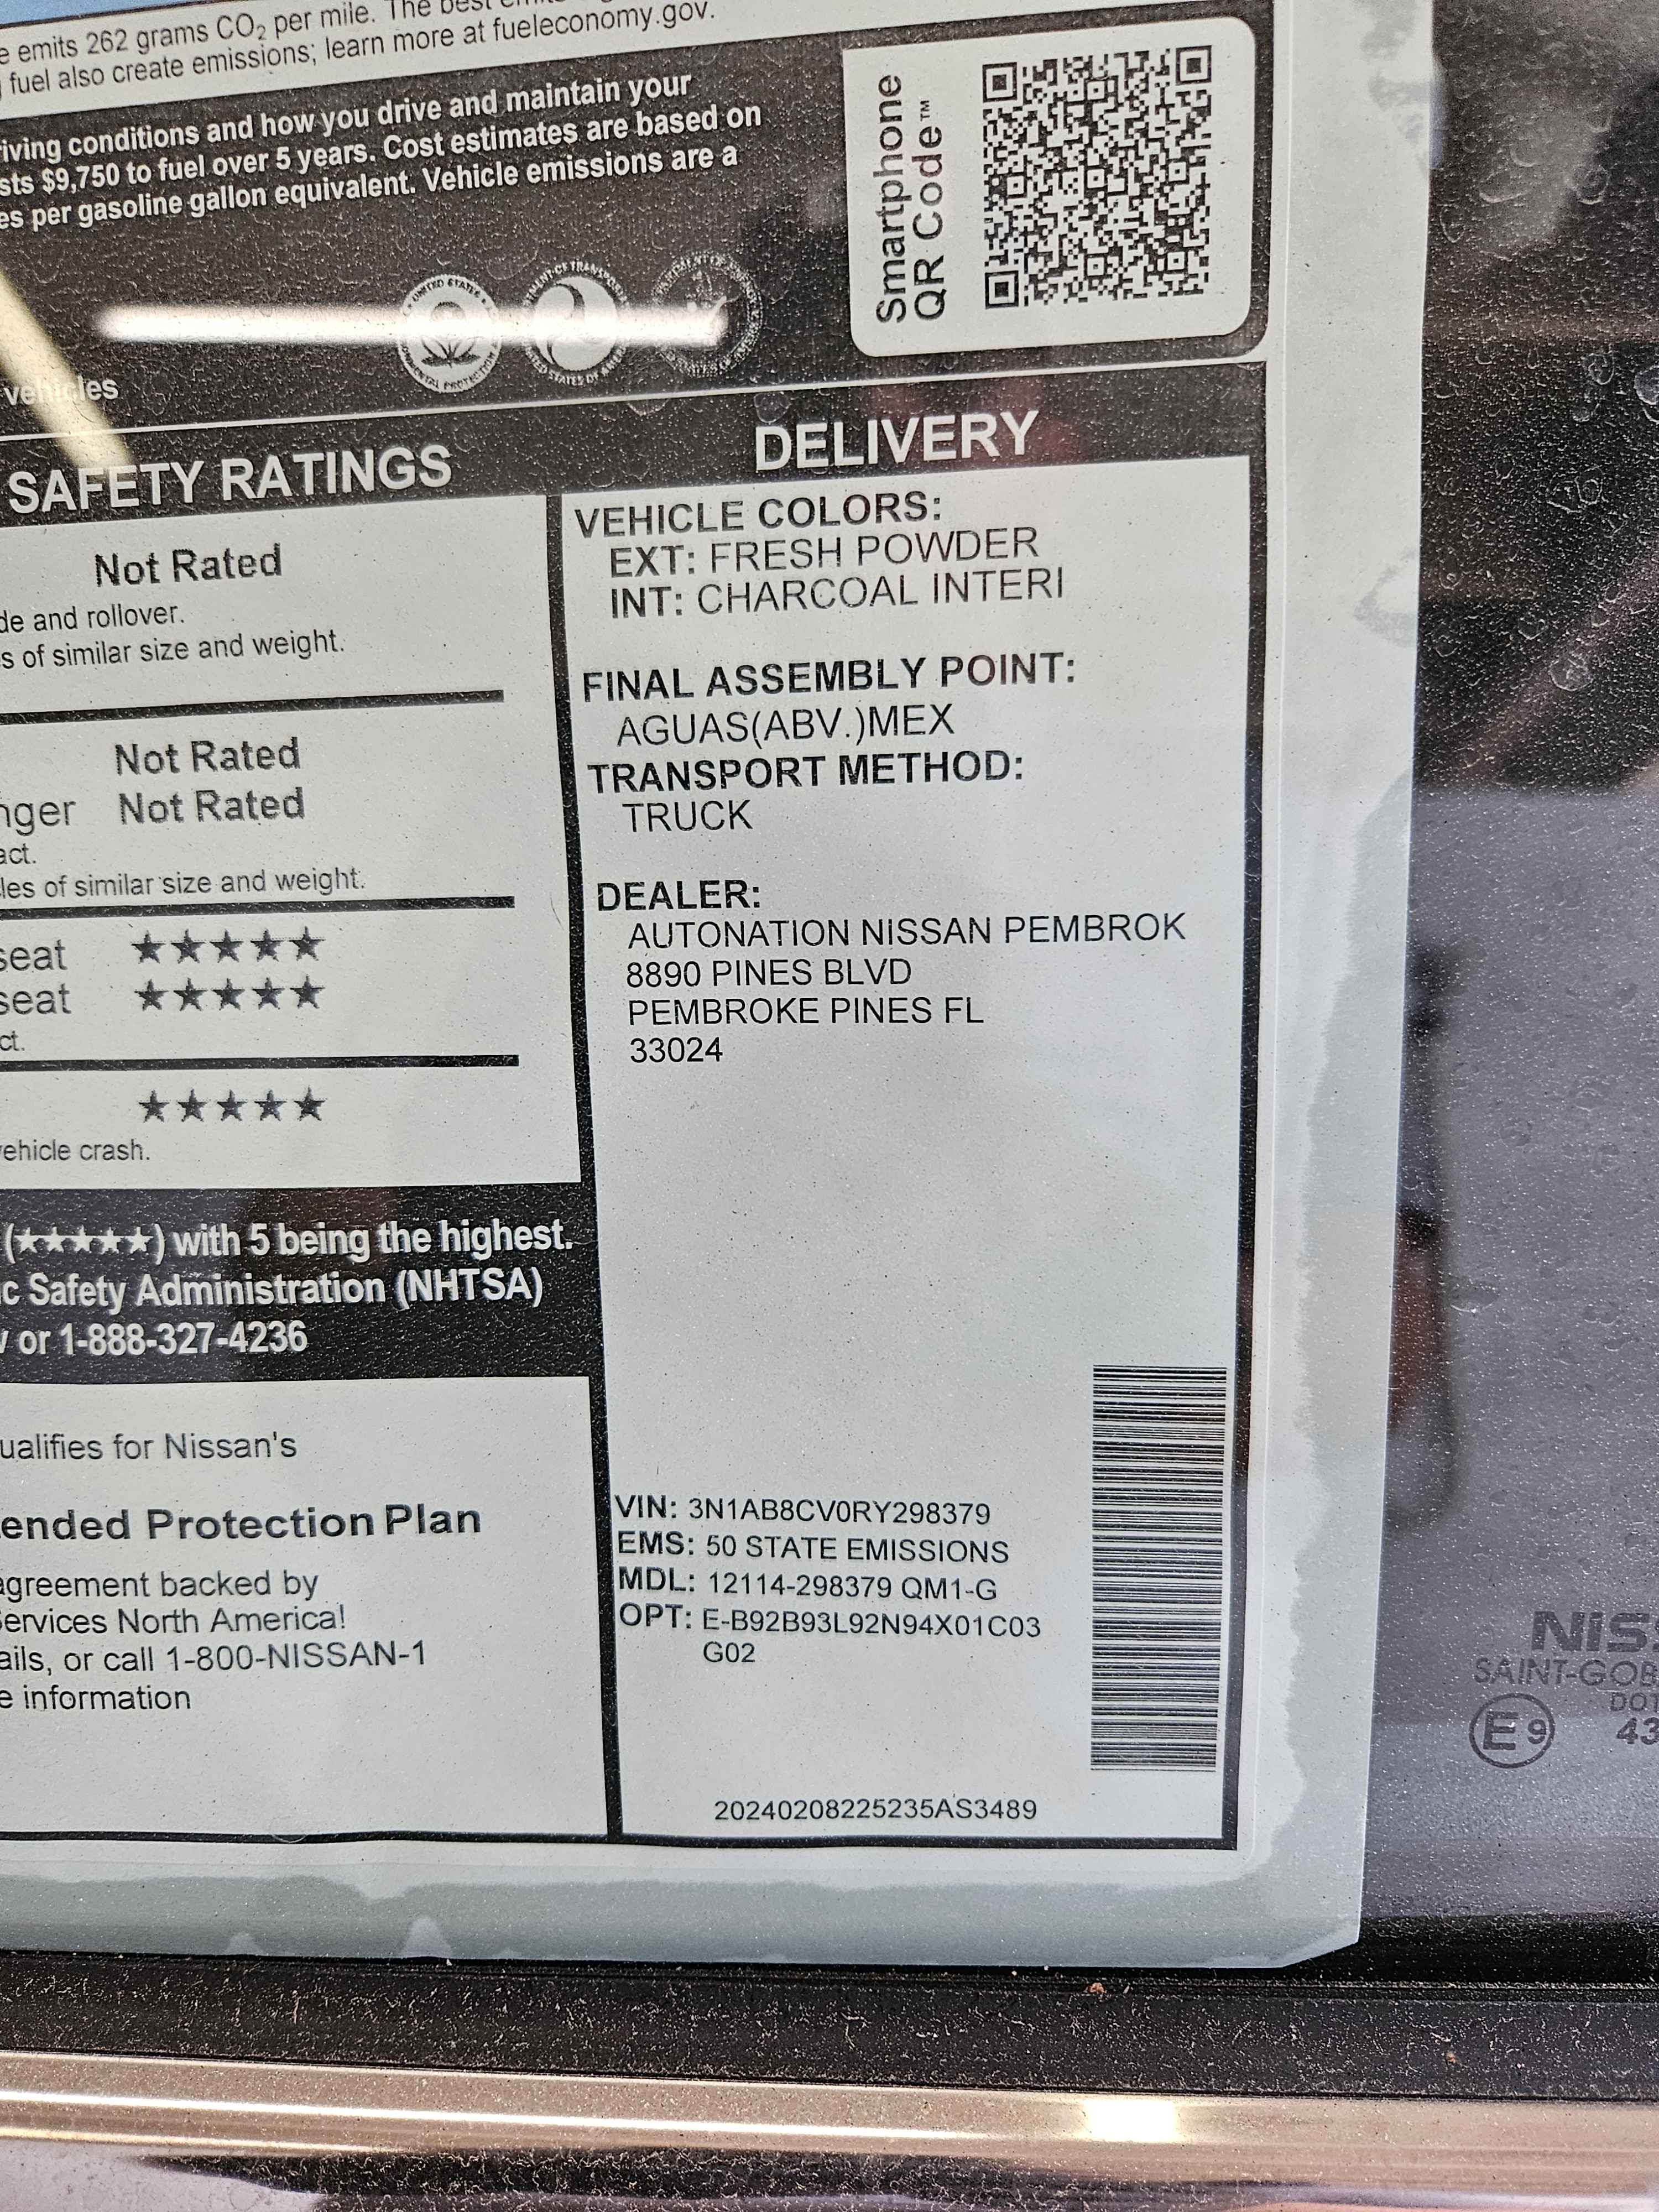 e emits 262 grams CO2 per mile. The best
fuel also create emissions; learn more at fueleconomy.gov.
iving conditions and how you drive and maintain your
sts $9,750 to fuel over 5 years. Cost estimates are based on
es per gasoline gallon equivalent. Vehicle emissions are a
Smartphone
QR Code™
vehicles
SAFETY RATINGS
Not Rated
de and rollover.
s of similar size and weight.
Not Rated
nger Not Rated
act.
les of similar size and weight.
seat ★★★★★
seat ★★★★★
ct.
★★★★★
vehicle crash.
(★★★★★) with 5 being the highest.
c Safety Administration (NHTSA)
or 1-888-327-4236
ualifies for Nissan's
ended Protection Plan
agreement backed by
Services North America!
ails, or call 1-800-NISSAN-1
e information
DELIVERY
VEHICLE COLORS:
EXT: FRESH POWDER
INT: CHARCOAL INTERI
FINAL ASSEMBLY POINT:
AGUAS(ABV.)MEX
TRANSPORT METHOD:
TRUCK
DEALER:
AUTONATION NISSAN PEMBROK
8890 PINES BLVD
PEMBROKE PINES FL
33024
VIN: 3N1AB8CV0RY298379
EMS: 50 STATE EMISSIONS
MDL: 12114-298379 QM1-G
OPT: E-B92B93L92N94X01C03
G02
20240208225235AS3489
NISS
SAINT-GOB
DOT
E9 43